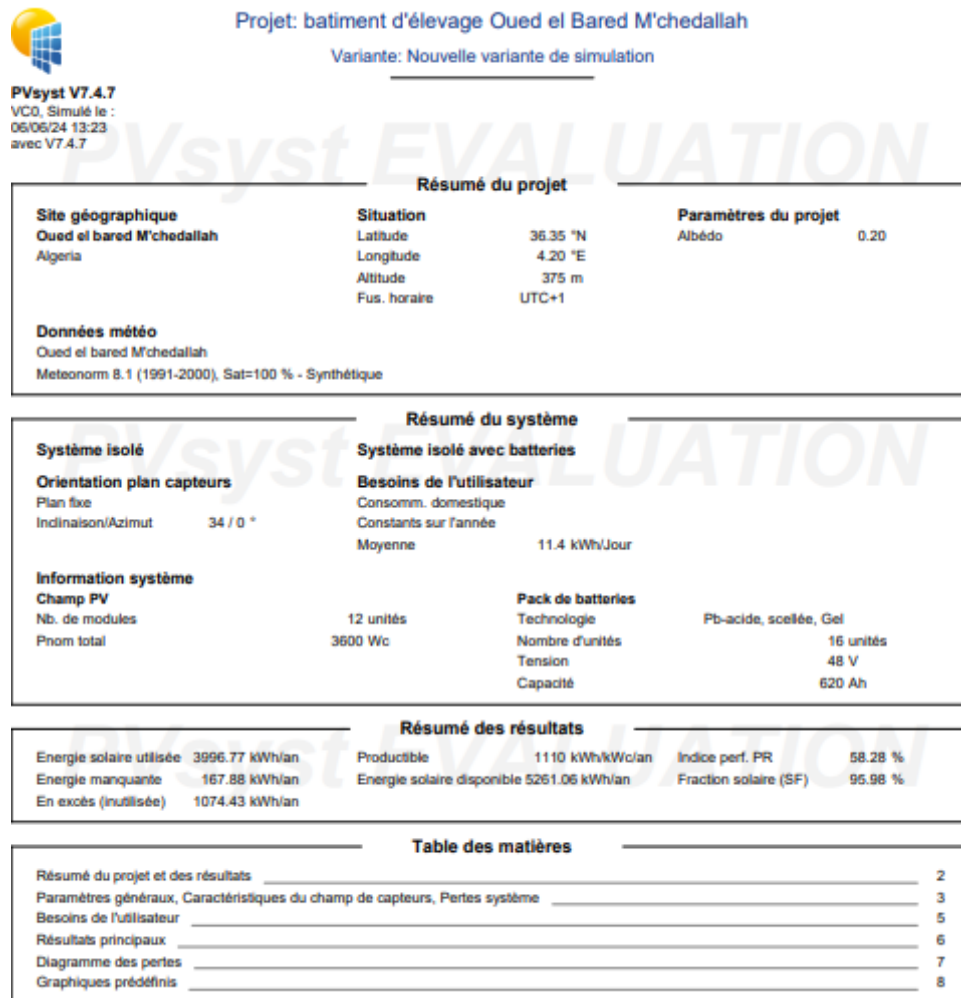 Projet: batiment d'élevage Oued el Bared M'chedallah
Variante: Nouvelle variante de simulation
PVsyst V7.4.7
VC0, Simulé le :
06/06/24 13:23
avec V7.4.7
PVsyst EVALUATION
Résumé du projet
Site géographique Situation Paramètres du projet
Oued el bared M'chedallah Latitude 36.35 °N Albédo 0.20
Algeria Longitude 4.20 °E
Altitude 375 m
Fus. horaire UTC+1
Données météo
Oued el bared M'chedallah
Meteonorm 8.1 (1991-2000), Sat=100 % - Synthétique
Résumé du système
PVsyst EVALUATION
Système isolé Système isolé avec batteries
Orientation plan capteurs Besoins de l'utilisateur
Plan fixe Consomm. domestique
Inclinaison/Azimut 34 / 0 ° Constants sur l'année
Moyenne 11.4 kWh/Jour
Information système
Champ PV Pack de batteries
Nb. de modules 12 unités Technologie Pb-acide, scellée, Gel
Pnom total 3600 Wc Nombre d'unités 16 unités
Tension 48 V
Capacité 620 Ah
Résumé des résultats
PVsyst EVALUATION
Energie solaire utilisée 3996.77 kWh/an Productible 1110 kWh/kWc/an Indice perf. PR 58.28 %
Energie manquante 167.88 kWh/an Energie solaire disponible 5261.06 kWh/an Fraction solaire (SF) 95.98 %
En excès (inutilisée) 1074.43 kWh/an
Table des matières
Résumé du projet et des résultats 2
Paramètres généraux, Caractéristiques du champ de capteurs, Pertes système 3
Besoins de l'utilisateur 5
Résultats principaux 6
Diagramme des pertes 7
Graphiques prédéfinis 8